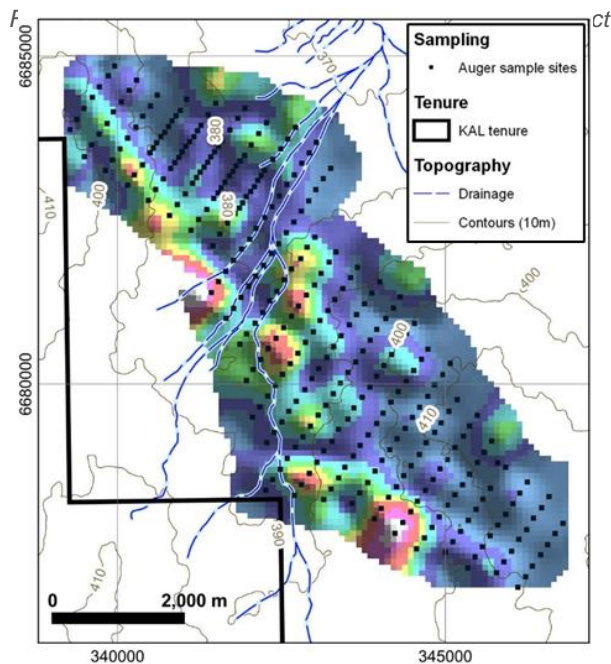 ct
6685000
6680000
Sampling
Auger sample sites
Tenure
KAL tenure
Topography
Drainage
Contours (10m)
370
380
380
410
400
400
400
410
390
410
0 2,000 m
340000 345000